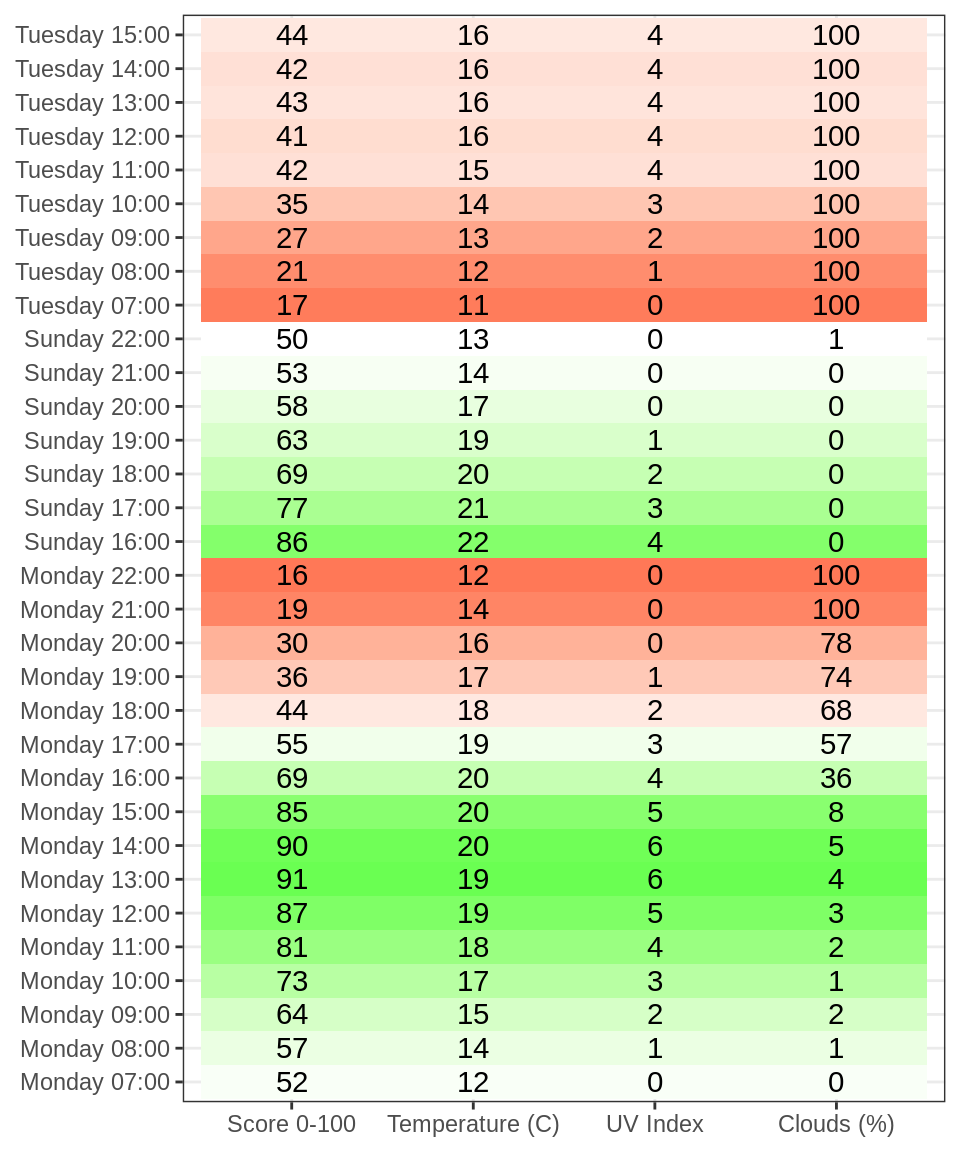 Tuesday 15:00 44 16 4 100
Tuesday 14:00 42 16 4 100
Tuesday 13:00 43 16 4 100
Tuesday 12:00 41 16 4 100
Tuesday 11:00 42 15 4 100
Tuesday 10:00 35 14 3 100
Tuesday 09:00 27 13 2 100
Tuesday 08:00 21 12 1 100
Tuesday 07:00 17 11 0 100
Sunday 22:00 50 13 0 1
Sunday 21:00 53 14 0 0
Sunday 20:00 58 17 0 0
Sunday 19:00 63 19 1 0
Sunday 18:00 69 20 2 0
Sunday 17:00 77 21 3 0
Sunday 16:00 86 22 4 0
Monday 22:00 16 12 0 100
Monday 21:00 19 14 0 100
Monday 20:00 30 16 0 78
Monday 19:00 36 17 1 74
Monday 18:00 44 18 2 68
Monday 17:00 55 19 3 57
Monday 16:00 69 20 4 36
Monday 15:00 85 20 5 8
Monday 14:00 90 20 6 5
Monday 13:00 91 19 6 4
Monday 12:00 87 19 5 3
Monday 11:00 81 18 4 2
Monday 10:00 73 17 3 1
Monday 09:00 64 15 2 2
Monday 08:00 57 14 1 1
Monday 07:00 52 12 0 0
Score 0-100 Temperature (C) UV Index Clouds (%)